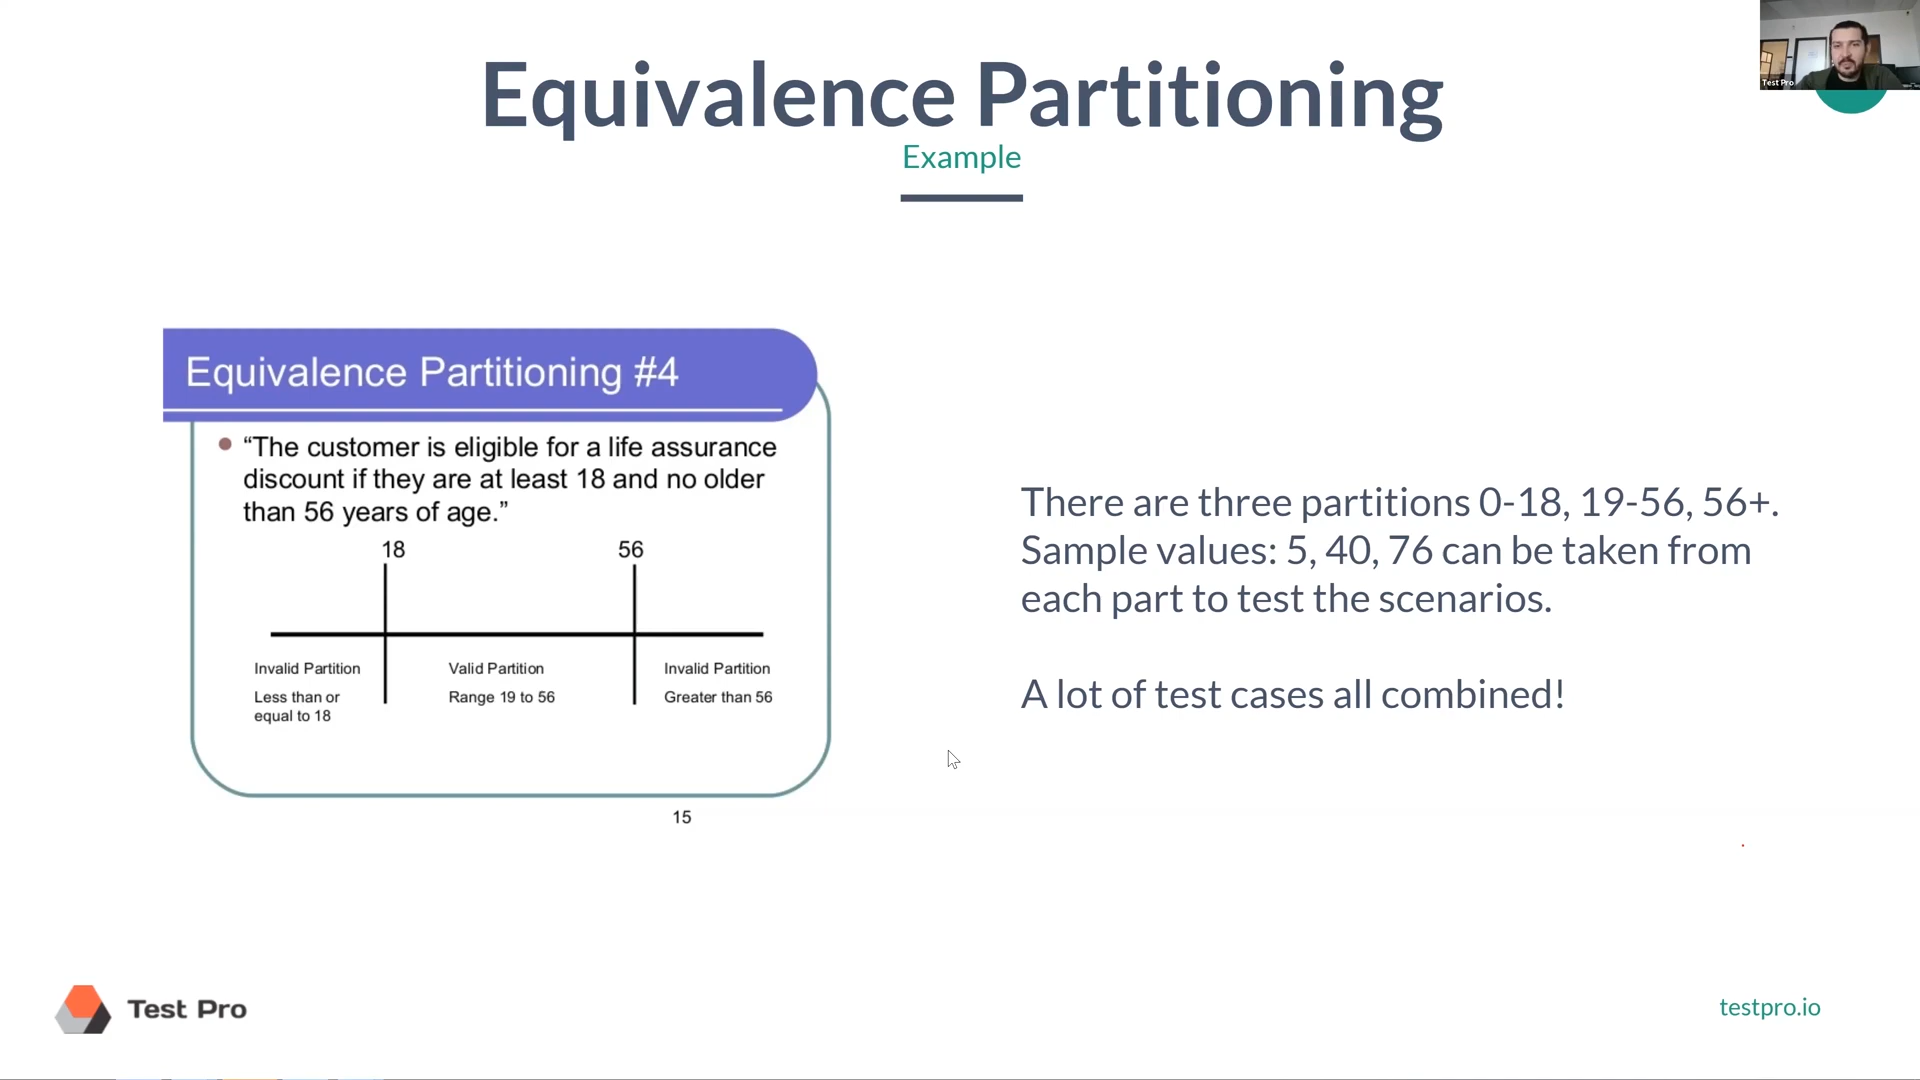 Test Pro
Equivalence Partitioning
Example
Equivalence Partitioning #4
“The customer is eligible for a life assurance
discount if they are at least 18 and no older
than 56 years of age.”
18 56
Invalid Partition Valid Partition Invalid Partition
Less than or Range 19 to 56 Greater than 56
equal to 18
15
There are three partitions 0-18, 19-56, 56+.
Sample values: 5, 40, 76 can be taken from
each part to test the scenarios.
A lot of test cases all combined!
Test Pro
testpro.io